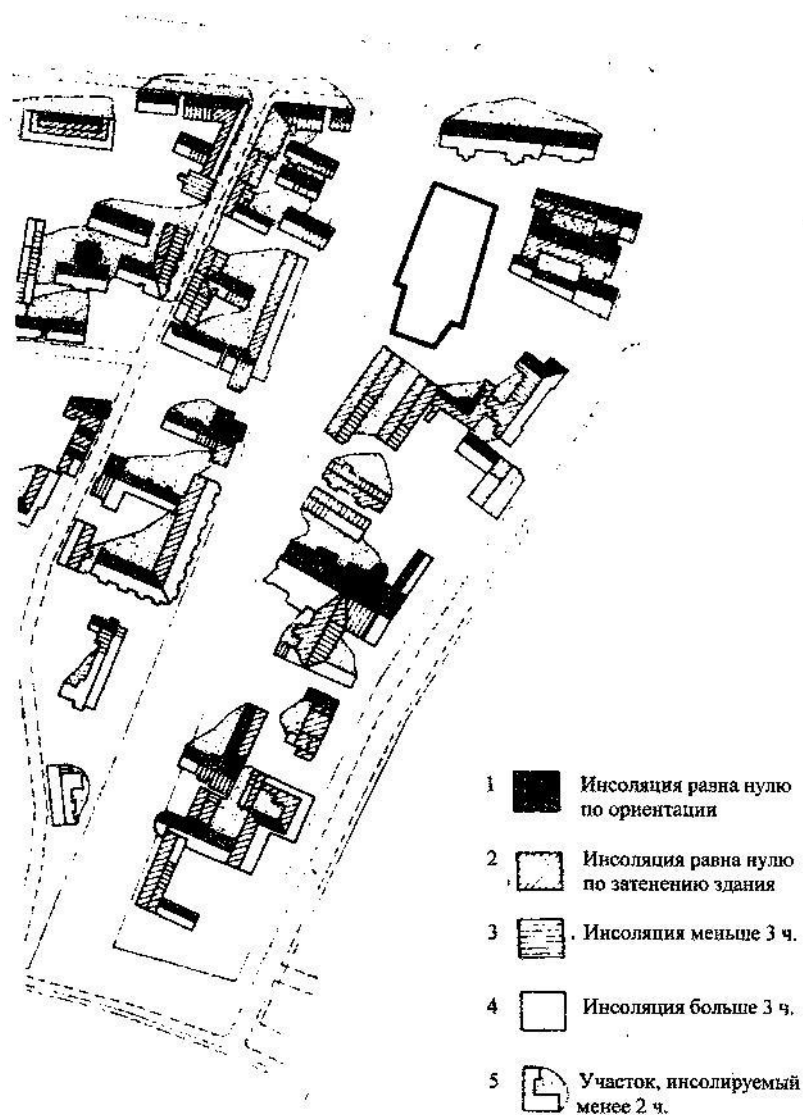 1 Инсоляция равна нулю
по ориентации
2 Инсоляция равна нулю
по затенению здания
3 Инсоляция меньше 3 ч.
4 Инсоляция больше 3 ч.
5 Участок, инсолируемый
менее 2 ч.